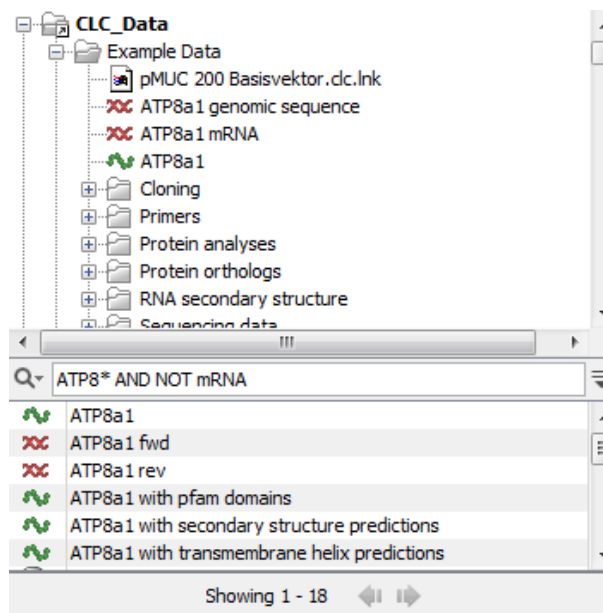 CLC_Data
Example Data
pMUC 200 Basisvektor.clc.lnk
ATP8a1 genomic sequence
ATP8a1 mRNA
ATP8a1
Cloning
Primers
Protein analyses
Protein orthologs
RNA secondary structure
Sequencing data
ATP8* AND NOT mRNA
ATP8a1
ATP8a1 fwd
ATP8a1 rev
ATP8a1 with pfam domains
ATP8a1 with secondary structure predictions
ATP8a1 with transmembrane helix predictions
Showing 1 - 18